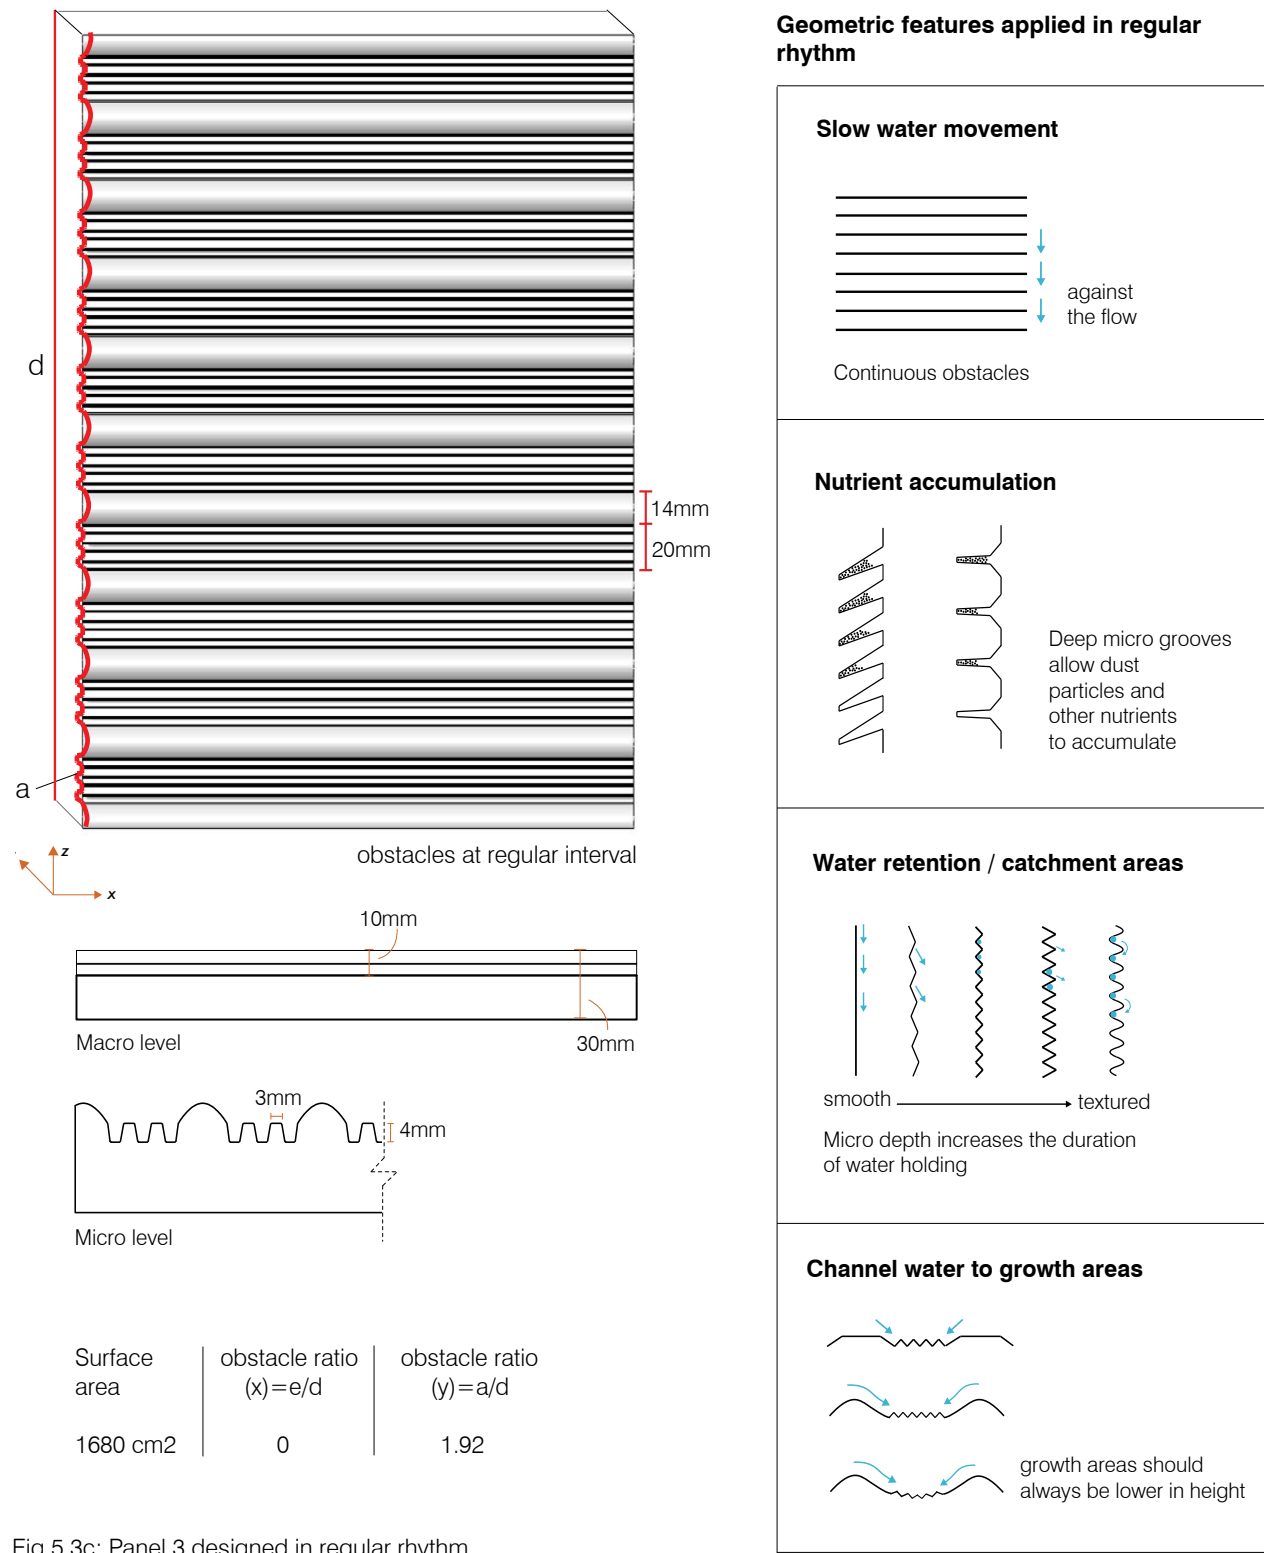 d
14mm
20mm
a
z
x
obstacles at regular interval
10mm
30mm
Macro level
3mm
4mm
Micro level
Surface area
obstacle ratio (x)=e/d
obstacle ratio (y)=a/d
1680 cm2
0
1.92
Fig 5.3c: Panel 3 designed in regular rhythm
Geometric features applied in regular
rhythm
Slow water movement
against
the flow
Continuous obstacles
Nutrient accumulation
Deep micro grooves
allow dust
particles and
other nutrients
to accumulate
Water retention / catchment areas
smooth
textured
Micro depth increases the duration
of water holding
Channel water to growth areas
growth areas should
always be lower in height